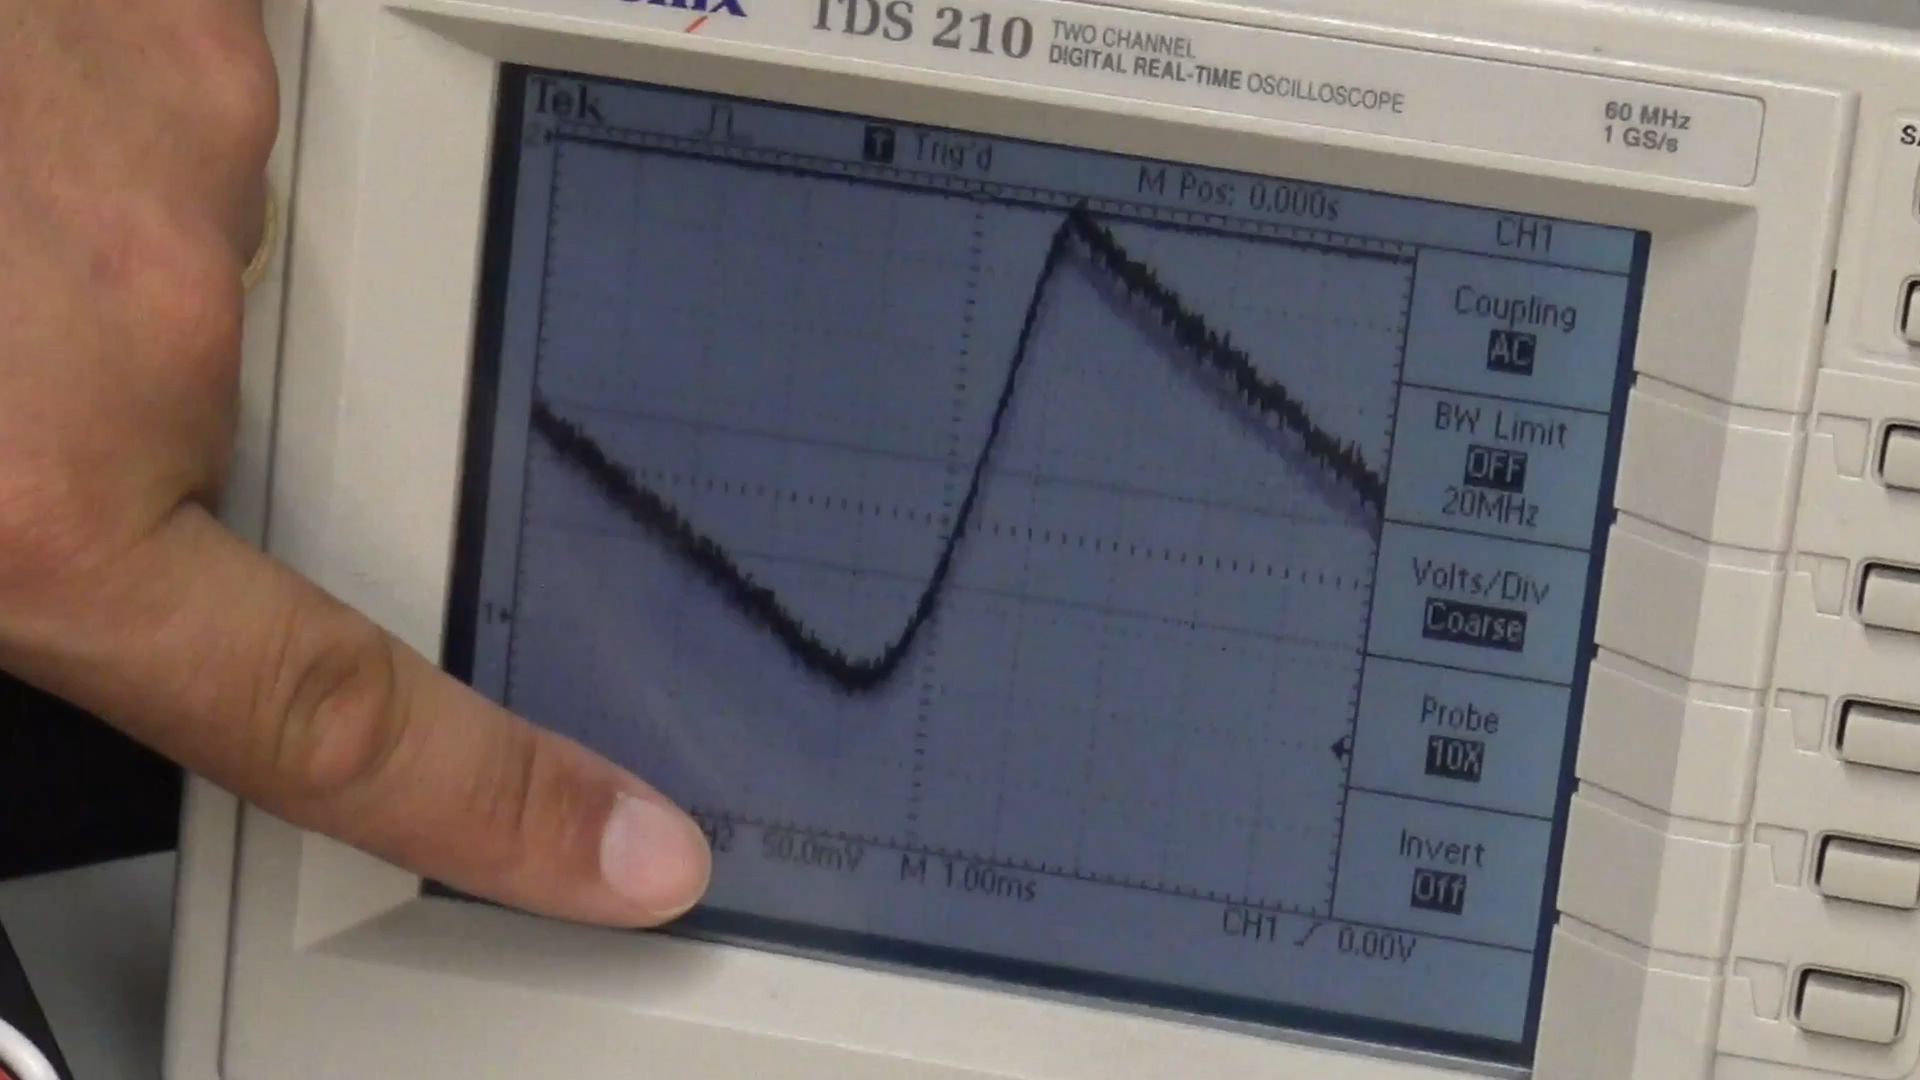 TDS 210
TWO CHANNEL
DIGITAL REAL-TIME OSCILLOSCOPE
60 MHz
1 GS/s
Tek
T Trig'd
M Pos: 0.000s
CH1
Coupling
AC
BW Limit
OFF
20MHz
Volts/Div
Coarse
Probe
10X
Invert
Off
2
1
50.0mV
M 1.00ms
CH1 0.00V